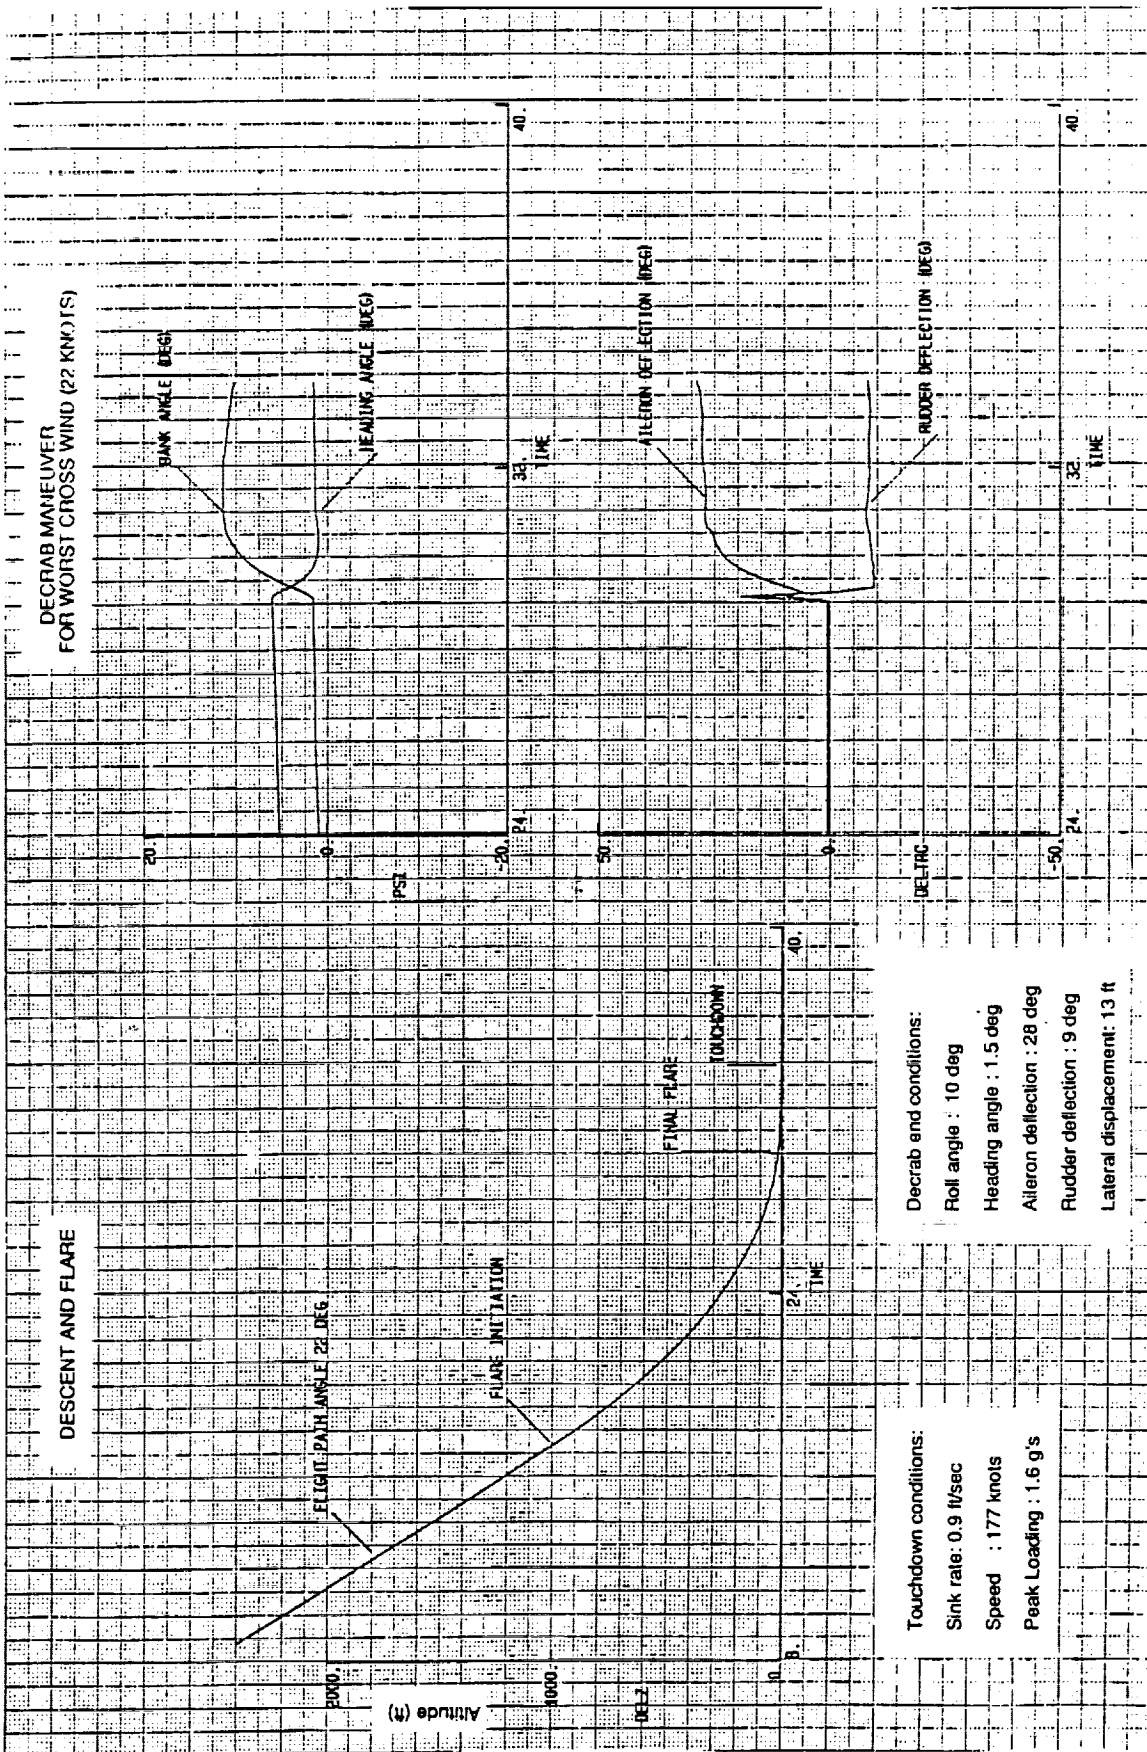 DESCENT AND FLARE
Altitude (ft)
2000.
1000.
0.
DELZ
8.
24.
40.
TIME
FLIGHT PATH ANGLE 22 DEG
FLARE INITIATION
FINAL FLARE
TOUCHDOWN
Touchdown conditions:
Sink rate: 0.9 ft/sec
Speed : 177 knots
Peak Loading : 1.6 g's
DECRAB MANEUVER
FOR WORST CROSS WIND (22 KNOTS)
20.
0.
-20.
PSI
24.
32.
40.
TIME
BANK ANGLE (DEG)
HEADING ANGLE (DEG)
50.
0.
-50.
24.
32.
40.
TIME
AILERON DEFLECTION (DEG)
RUDDER DEFLECTION (DEG)
Decrab end conditions:
Roll angle : 10 deg
Heading angle : 1.5 deg
Aileron deflection : 28 deg
Rudder deflection : 9 deg
Lateral displacement: 13 ft